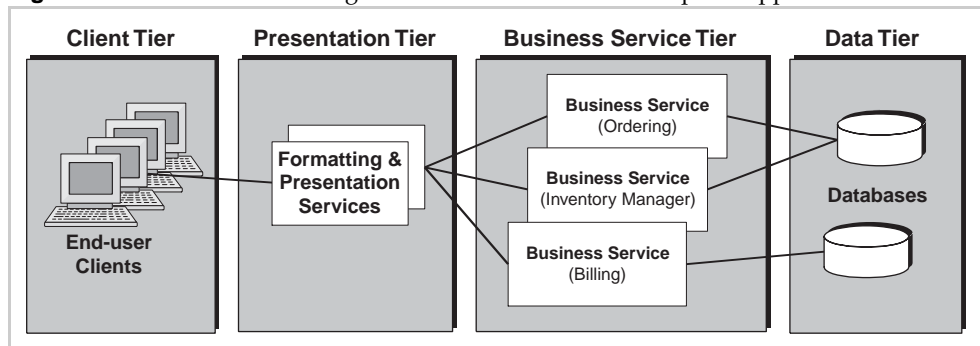 Client Tier
Presentation Tier
Business Service Tier
Data Tier
End-user
Clients
Formatting &
Presentation
Services
Business Service
(Ordering)
Business Service
(Inventory Manager)
Business Service
(Billing)
Databases